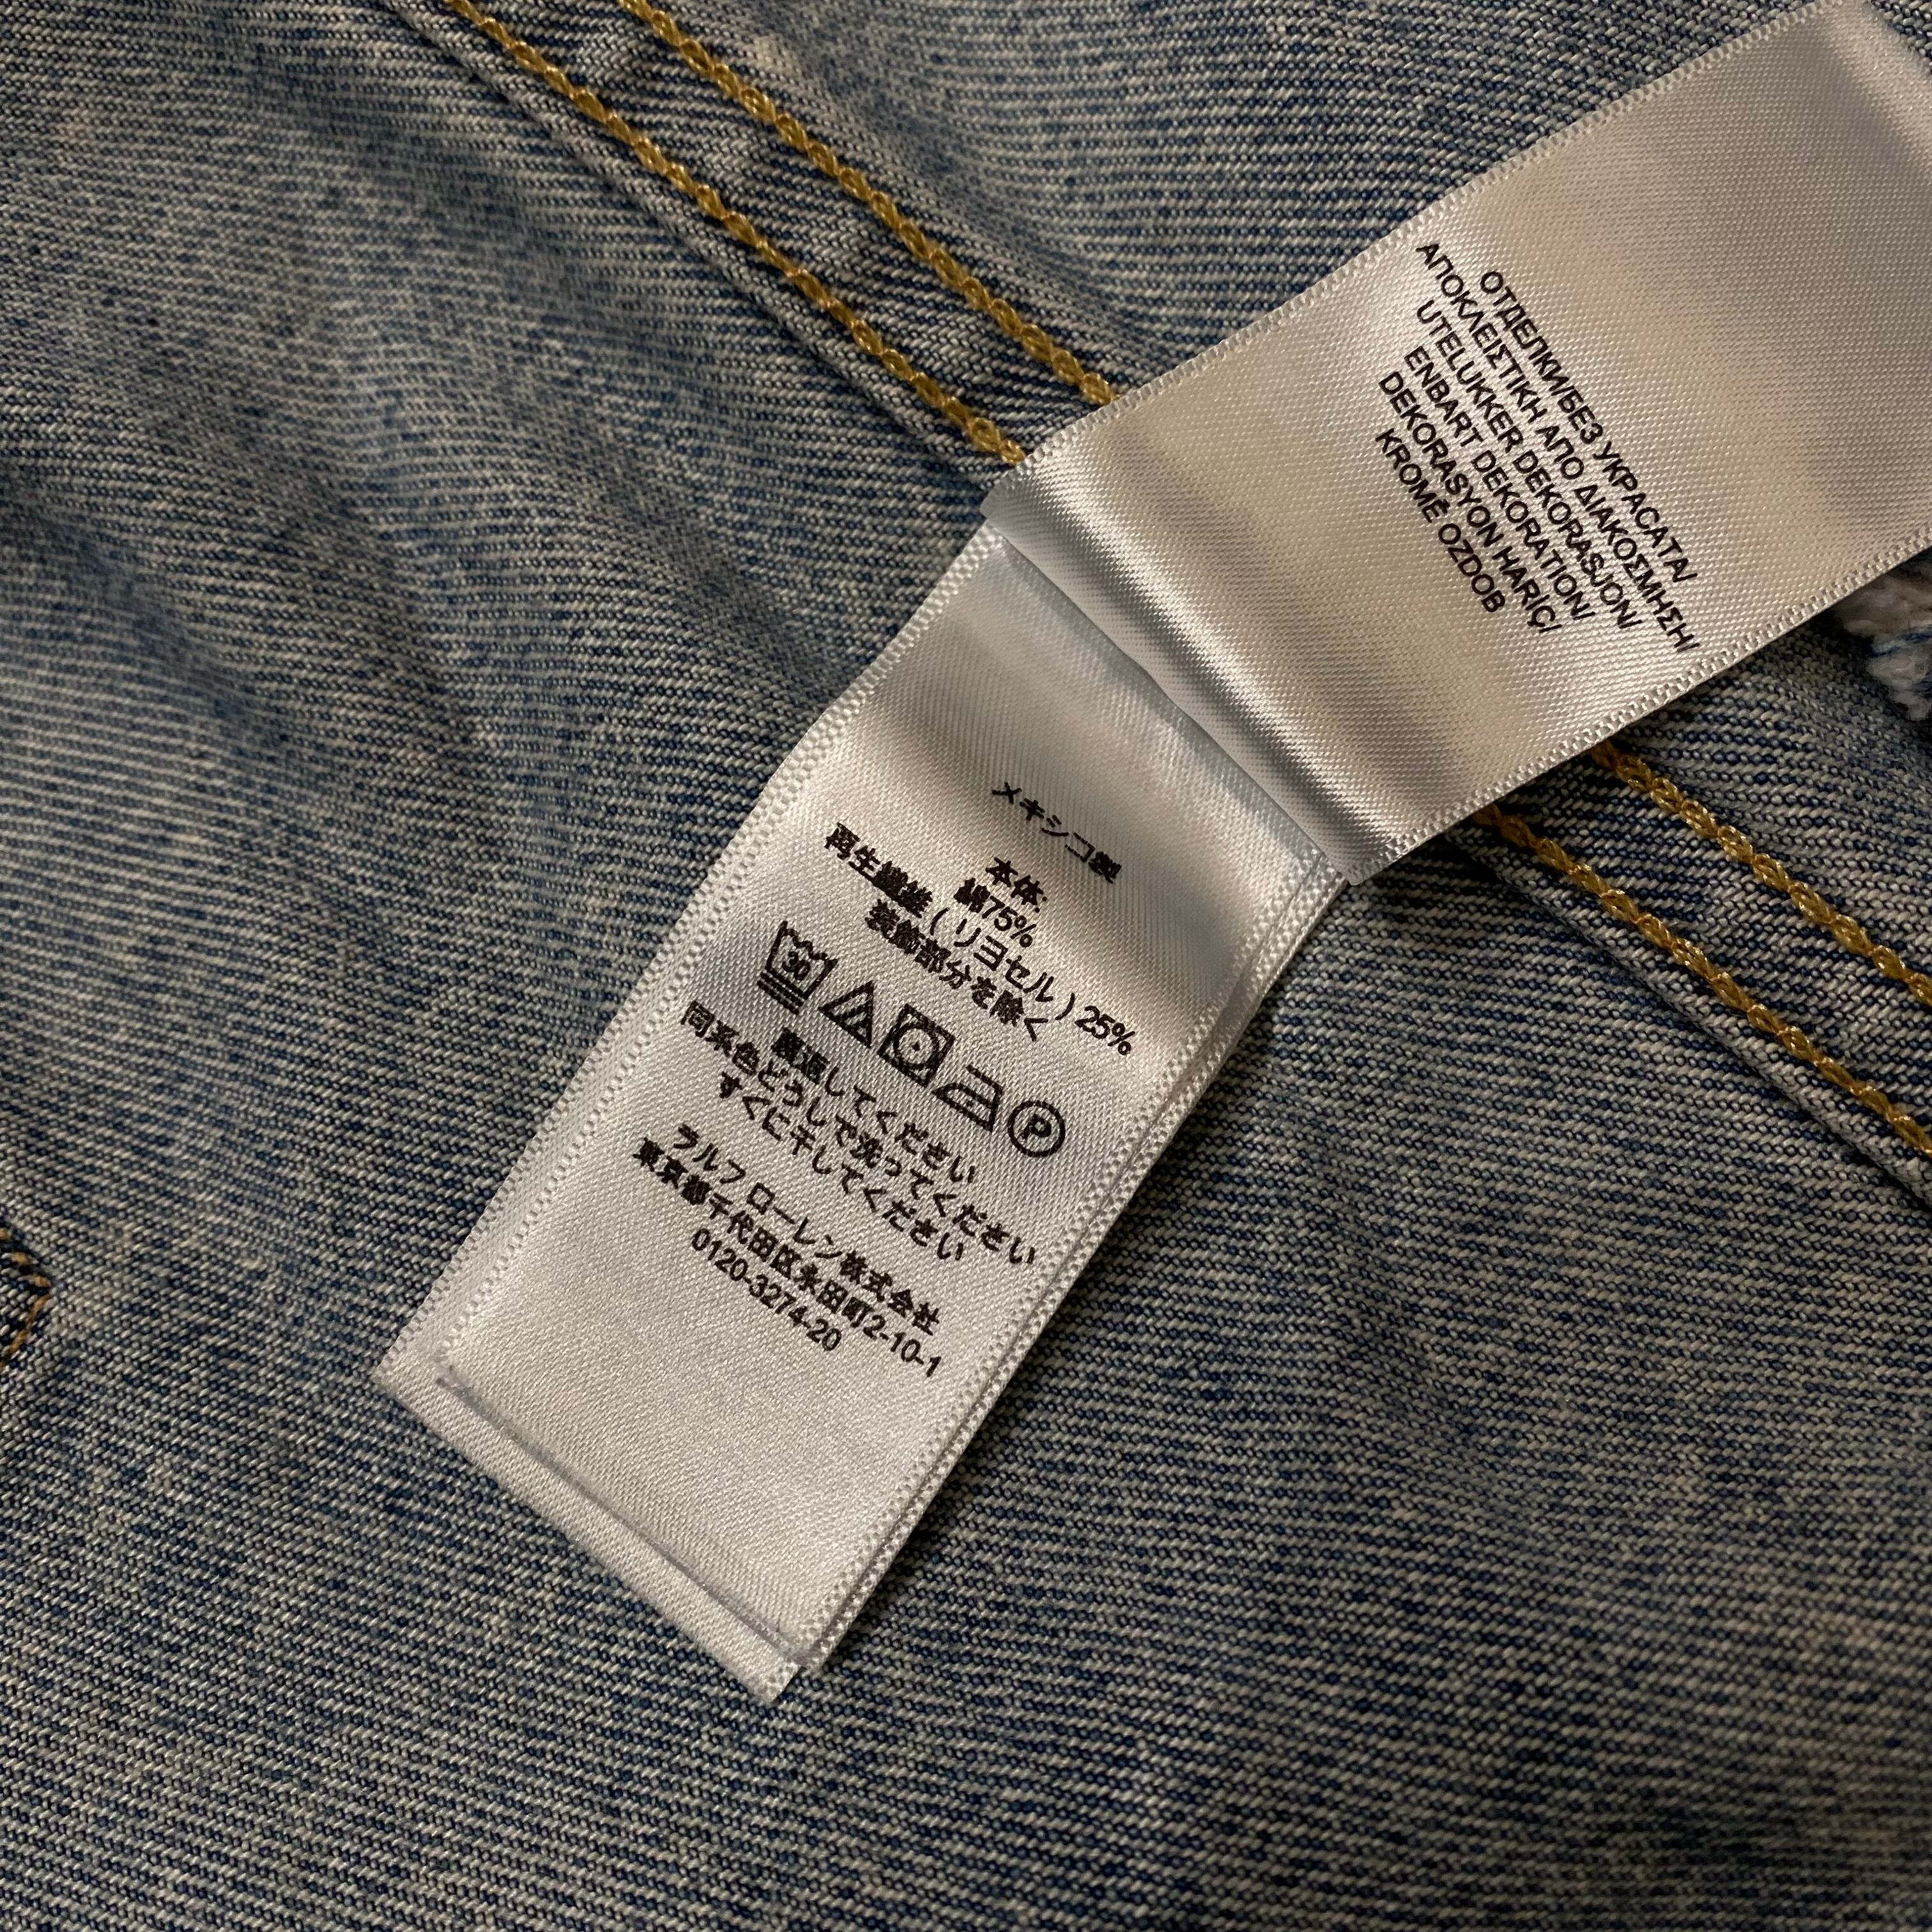 ОТДЕЛКИ/БЕЗ УКРАСАТА/
ΑΠΟΚΛΕΙΣΤΙΚΗ ΑΠΟ ΔΙΑΚΟΣΜΗΣΗ/
UTELUKKER DEKORASJON/
ENBART DEKORATION/
DEKORASYON HARİÇ/
KROMĚ OZDOB
メキシコ製
本体
綿75%
再生繊維 ( リヨセル ) 25%
装飾部分を除く
30 P
裏返してください
同系色どうしで洗ってください
すぐに干してください
ラルフ ローレン株式会社
東京都千代田区永田町2-10-1
0120-3274-20